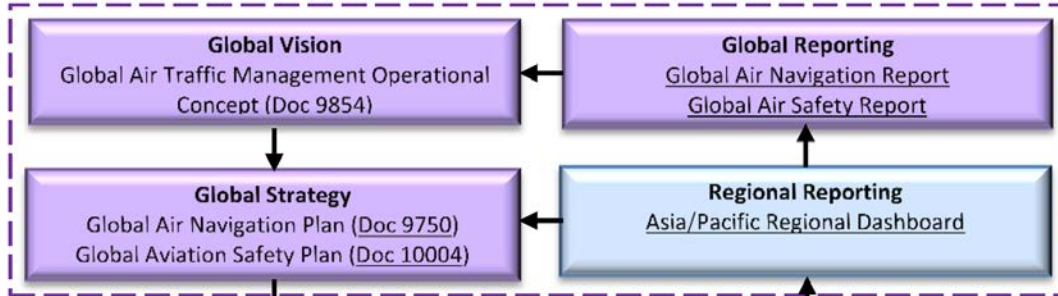 Global Vision
Global Air Traffic Management Operational
Concept (Doc 9854)
Global Reporting
Global Air Navigation Report
Global Air Safety Report
Global Strategy
Global Air Navigation Plan (Doc 9750)
Global Aviation Safety Plan (Doc 10004)
Regional Reporting
Asia/Pacific Regional Dashboard